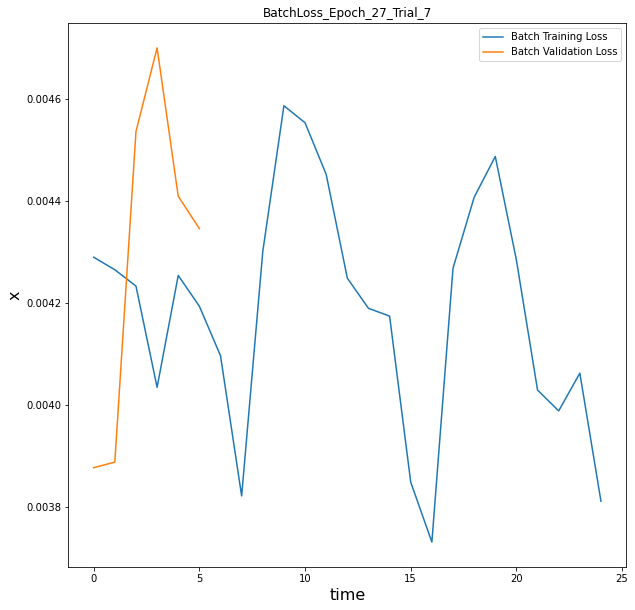 BatchLoss_Epoch_27_Trial_7
Batch Training Loss
Batch Validation Loss
0.0046
0.0044
0.0042
0.0040
0.0038
x
0
5
10
15
20
25
time